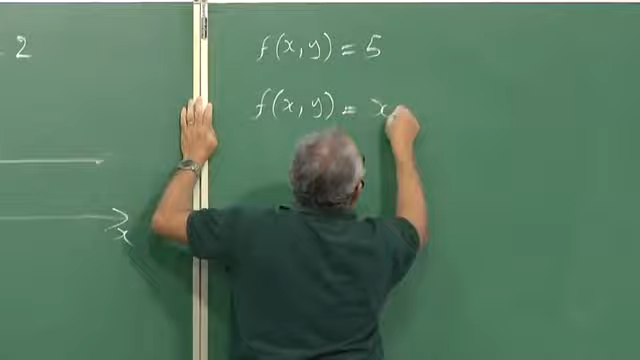 2
x
f(x, y) = 5
f(x, y) = x